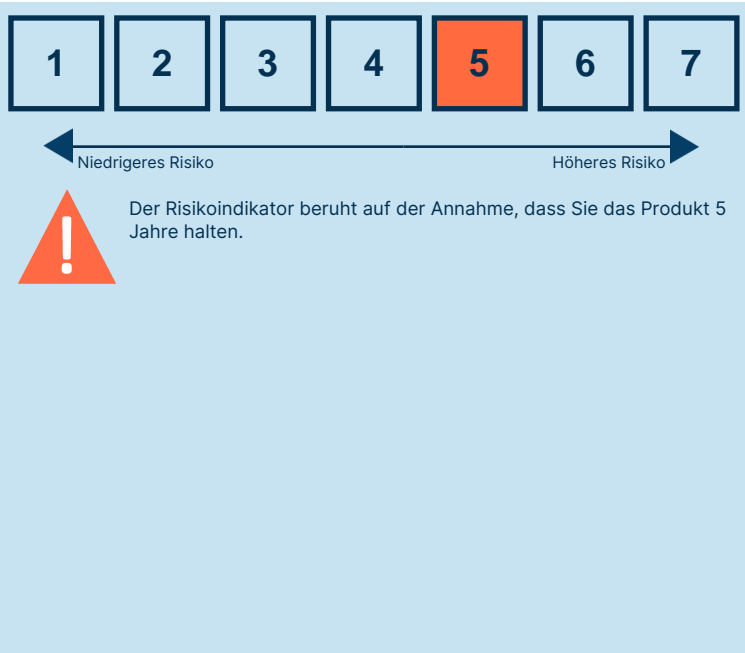 1 2 3 4 5 6 7
Niedrigeres Risiko Höheres Risiko
!
Der Risikoindikator beruht auf der Annahme, dass Sie das Produkt 5
Jahre halten.